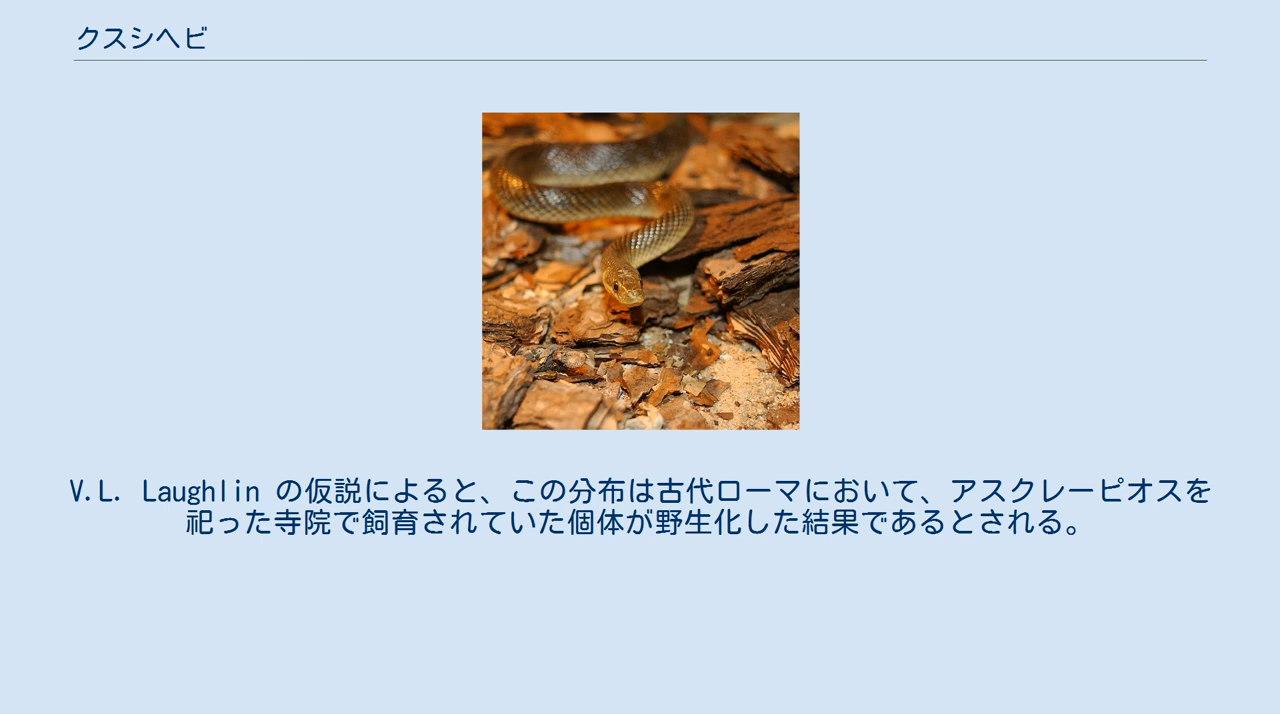 クスシヘビ
V.L. Laughlin の仮説によると、この分布は古代ローマにおいて、アスクレーピオスを
祀った寺院で飼育されていた個体が野生化した結果であるとされる。